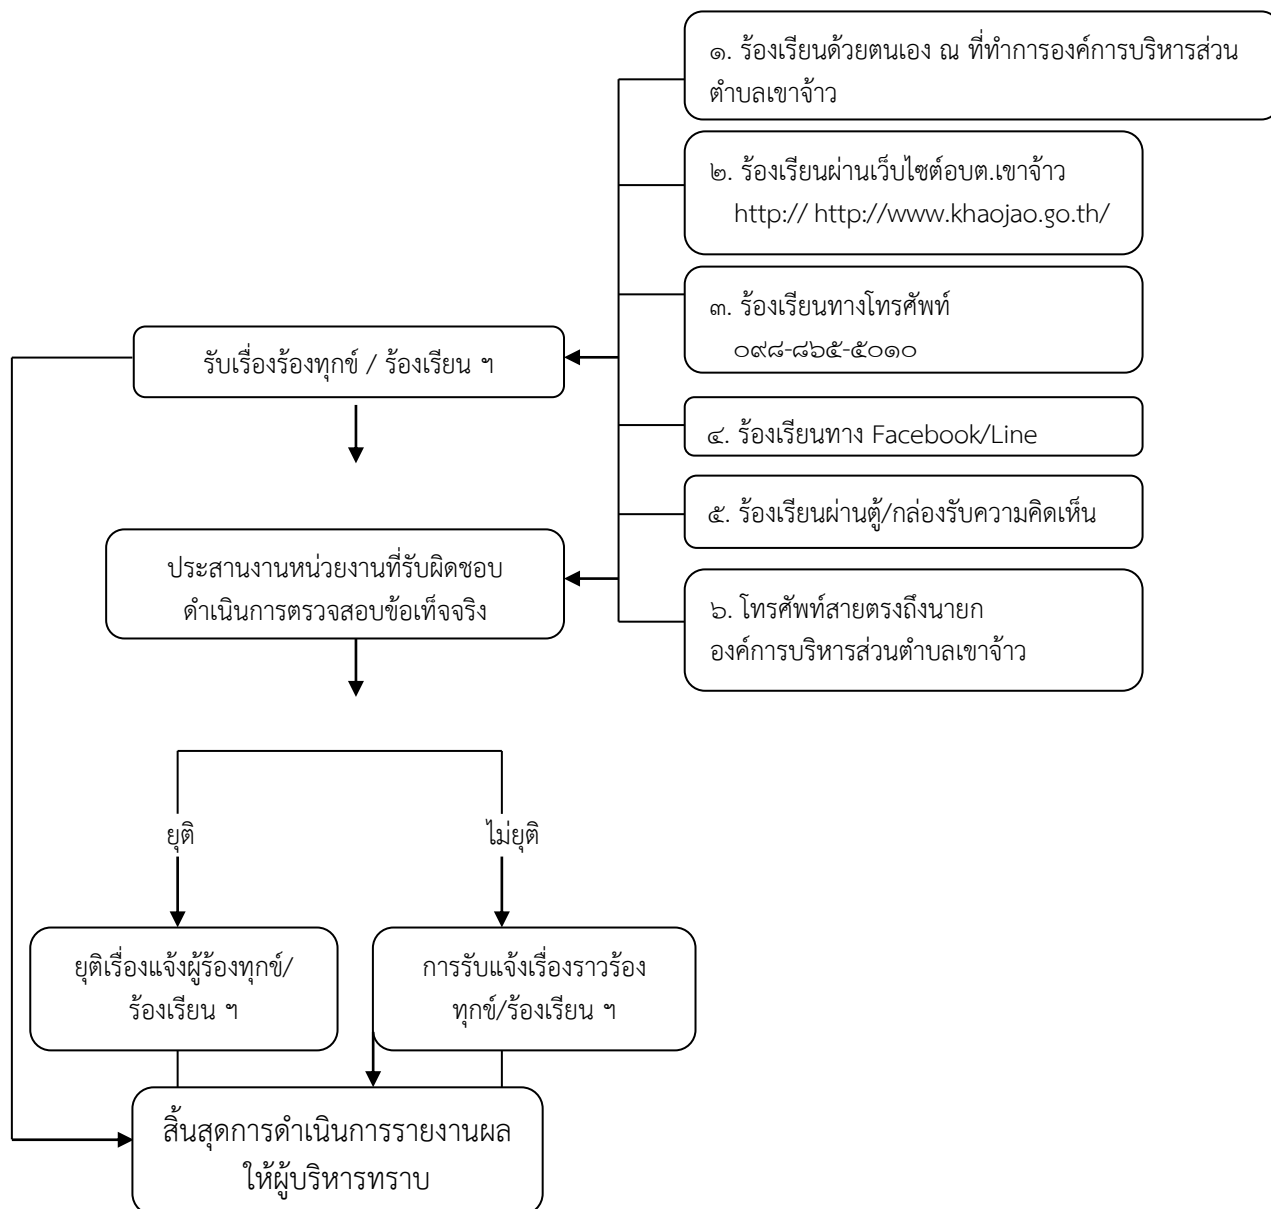 ๑. ร้องเรียนด้วยตนเอง ณ ที่ทำการองค์การบริหารส่วน
ตำบลเขาจ้าว
๒. ร้องเรียนผ่านเว็บไซต์อบต.เขาจ้าว
http:// http://www.khaojao.go.th/
๓. ร้องเรียนทางโทรศัพท์
๐๙๘-๘๖๕-๕๐๑๐
๔. ร้องเรียนทาง Facebook/Line
๕. ร้องเรียนผ่านตู้/กล่องรับความคิดเห็น
๖. โทรศัพท์สายตรงถึงนายก
องค์การบริหารส่วนตำบลเขาจ้าว
รับเรื่องร้องทุกข์ / ร้องเรียน ฯ
ประสานงานหน่วยงานที่รับผิดชอบ
ดำเนินการตรวจสอบข้อเท็จจริง
ยุติ
ไม่ยุติ
ยุติเรื่องแจ้งผู้ร้องทุกข์/
ร้องเรียน ฯ
การรับแจ้งเรื่องราวร้อง
ทุกข์/ร้องเรียน ฯ
สิ้นสุดการดำเนินการรายงานผล
ให้ผู้บริหารทราบ